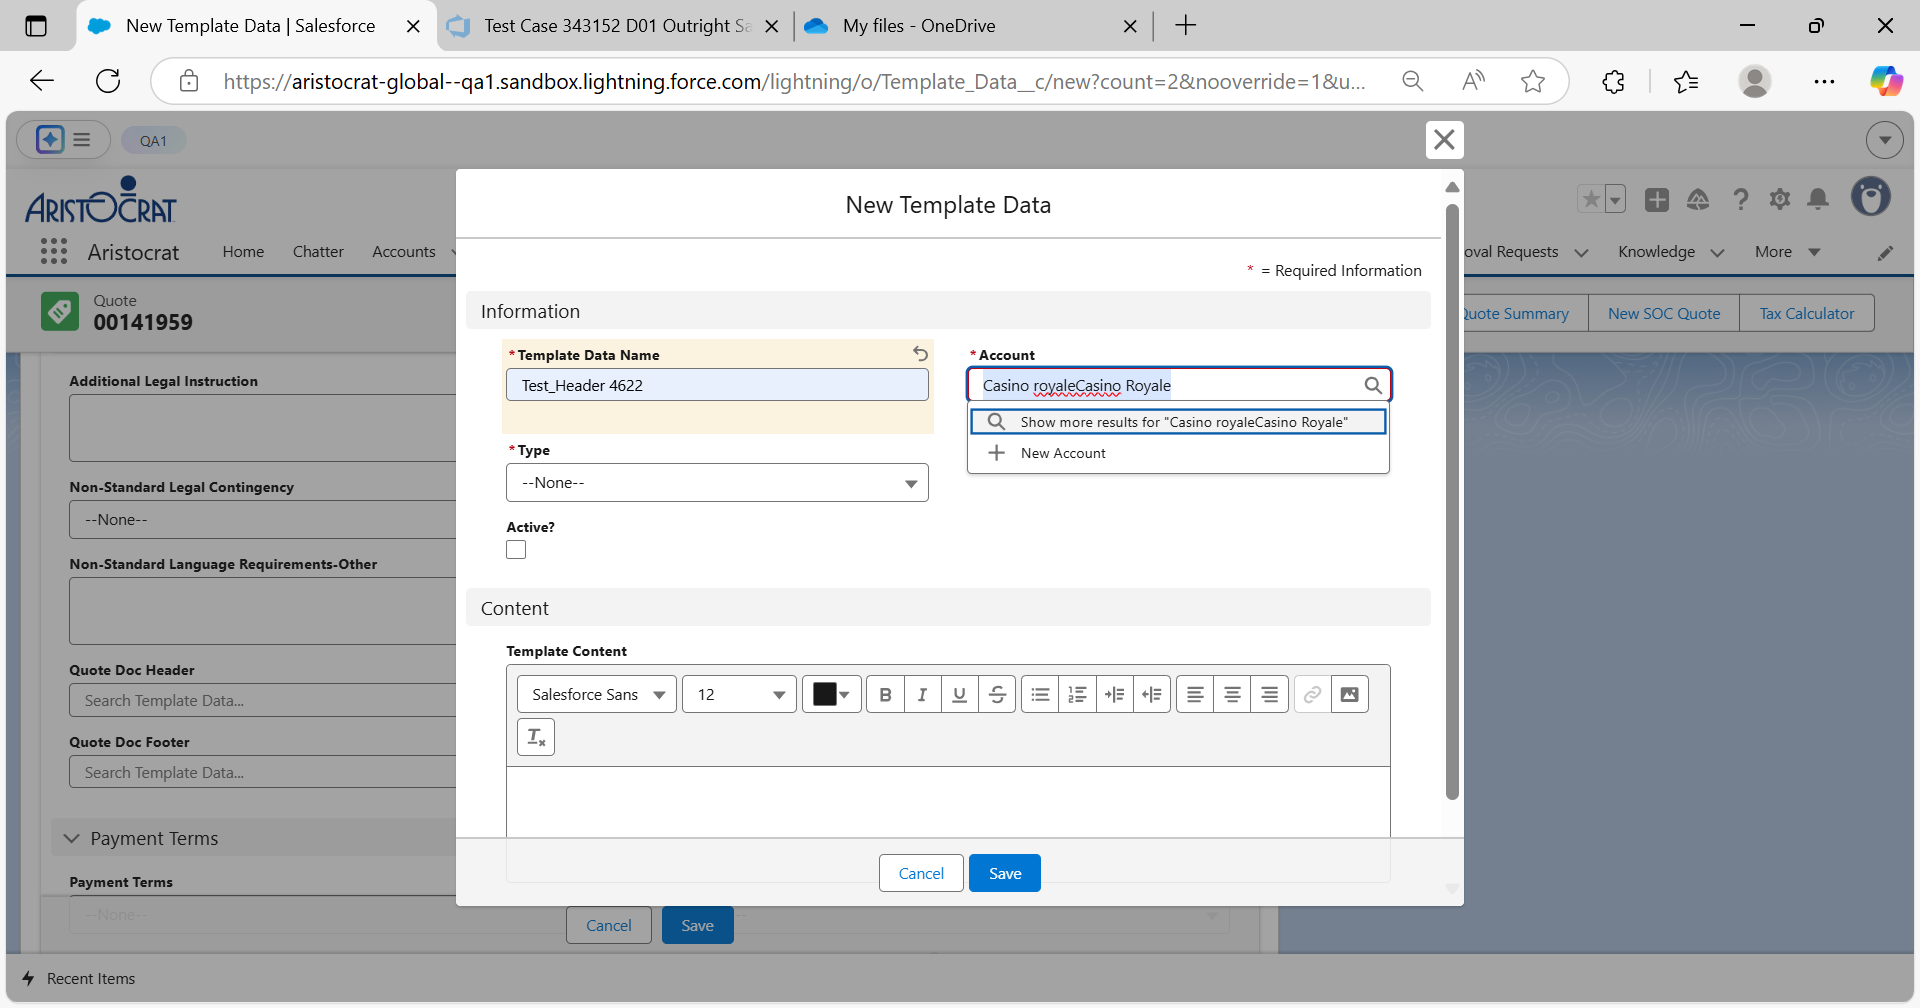 New Template Data | Salesforce
Test Case 343152 D01 Outright Sa
My files - OneDrive
https://aristocrat-global--qa1.sandbox.lightning.force.com/lightning/o/Template_Data__c/new?count=2&nooverride=1&u...
QA1
ARISTOCRAT
Aristocrat
Home
Chatter
Accounts
oval Requests
Knowledge
More
Quote
00141959
Quote Summary
New SOC Quote
Tax Calculator
Additional Legal Instruction
Non-Standard Legal Contingency
--None--
Non-Standard Language Requirements-Other
Quote Doc Header
Search Template Data...
Quote Doc Footer
Search Template Data...
Payment Terms
Payment Terms
--None--
Cancel
Save
New Template Data
* = Required Information
Information
* Template Data Name
Test_Header 4622
* Account
Casino royaleCasino Royale
Show more results for "Casino royaleCasino Royale"
New Account
* Type
--None--
Active?
Content
Template Content
Salesforce Sans
12
Cancel
Save
Recent Items